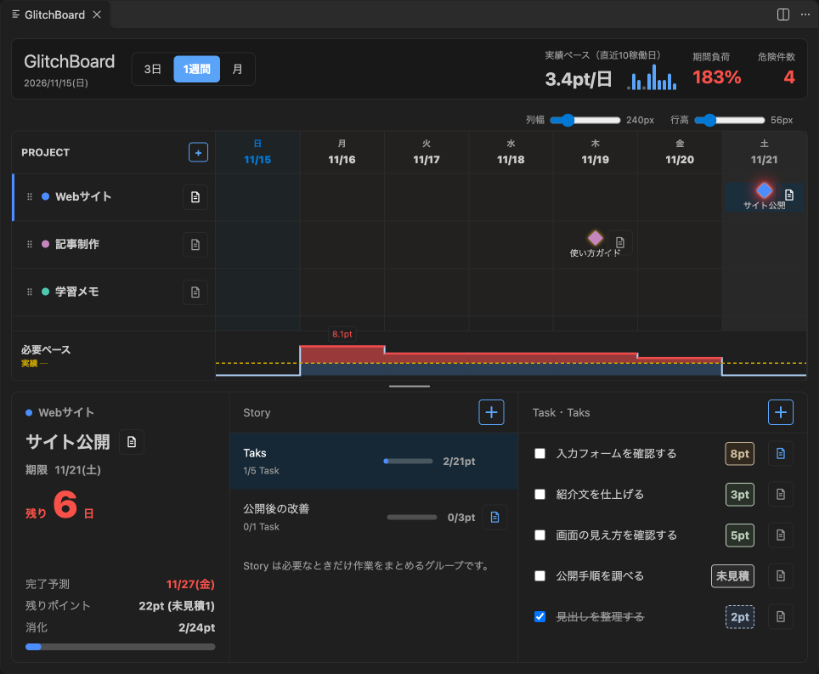 GlitchBoard
GlitchBoard
2026/11/15(日)
3日 1週間 月
実績ペース（直近10稼働日）
3.4pt/日
期間負荷
183%
危険件数
4
列幅 240px 行高 56px
PROJECT
日 月 火 水 木 金 土
11/15 11/16 11/17 11/18 11/19 11/20 11/21
Webサイト
サイト公開
記事制作
使い方ガイド
学習メモ
必要ペース
実績
8.1pt
Webサイト
サイト公開
期限 11/21(土)
残り 6 日
完了予測 11/27(金)
残りポイント 22pt (未見積1)
消化 2/24pt
Story
Taks
1/5 Task
2/21pt
公開後の改善
0/1 Task
0/3pt
Story は必要なときだけ作業をまとめるグループです。
Task・Taks
入力フォームを確認する 8pt
紹介文を仕上げる 3pt
画面の見え方を確認する 5pt
公開手順を調べる 未見積
見出しを整理する 2pt